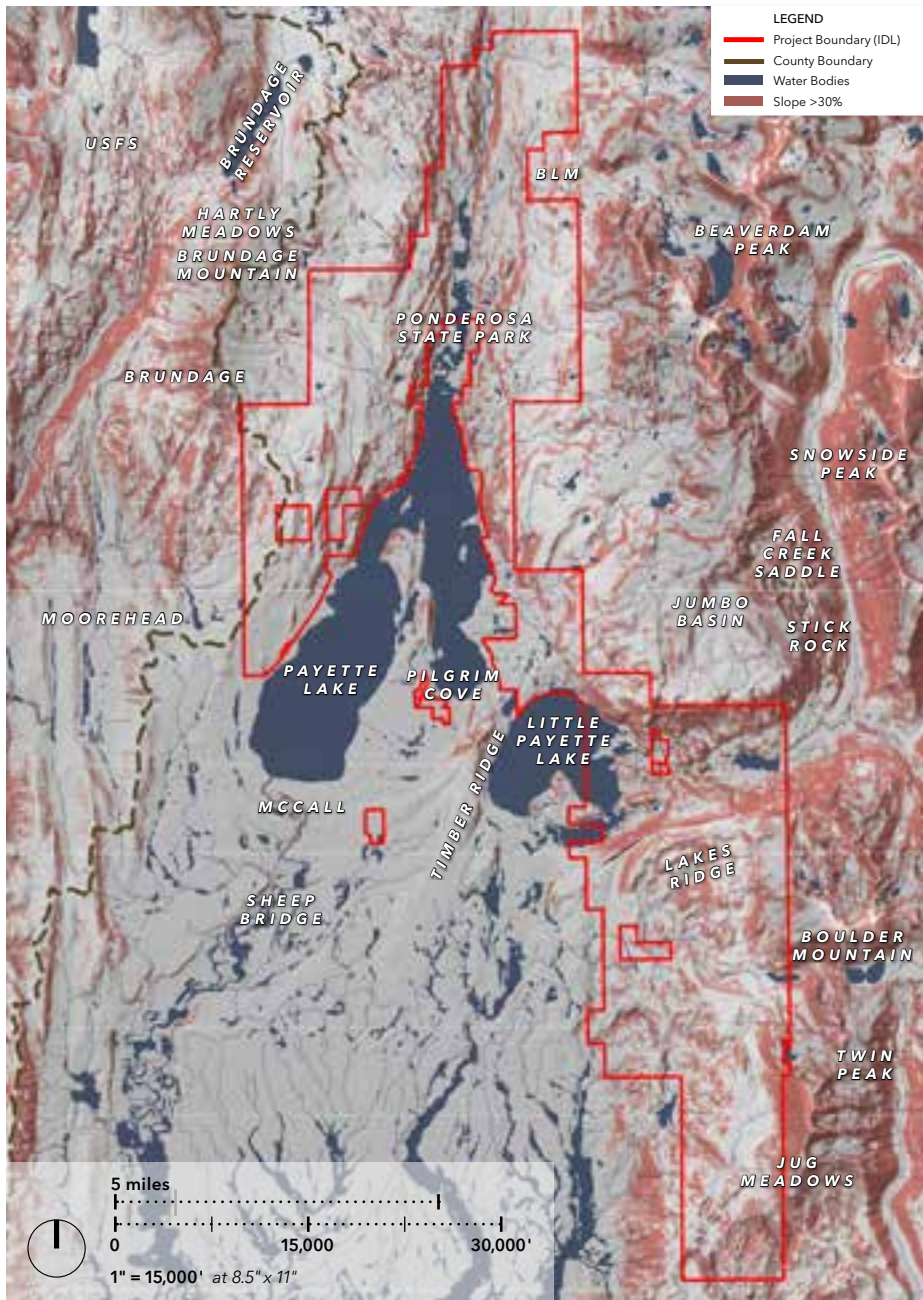 LEGEND
Project Boundary (IDL)
County Boundary
Water Bodies
Slope >30%
BRUNDAGE
RESERVOIR
USFS
BLM
HARTLY
MEADOWS
BRUNDAGE
MOUNTAIN
BEAVERDAM
PEAK
PONDEROSA
STATE PARK
BRUNDAGE
SNOWSIDE
PEAK
FALL
CREEK
SADDLE
JUMBO
BASIN
MOOREHEAD
STICK
ROCK
PAYETTE
LAKE
PILGRIM
COVE
LITTLE
PAYETTE
LAKE
TIMBER RIDGE
MCCALL
LAKES
RIDGE
SHEEP
BRIDGE
BOULDER
MOUNTAIN
TWIN
PEAK
JUG
MEADOWS
5 miles
0 15,000 30,000'
1" = 15,000' at 8.5" x 11"